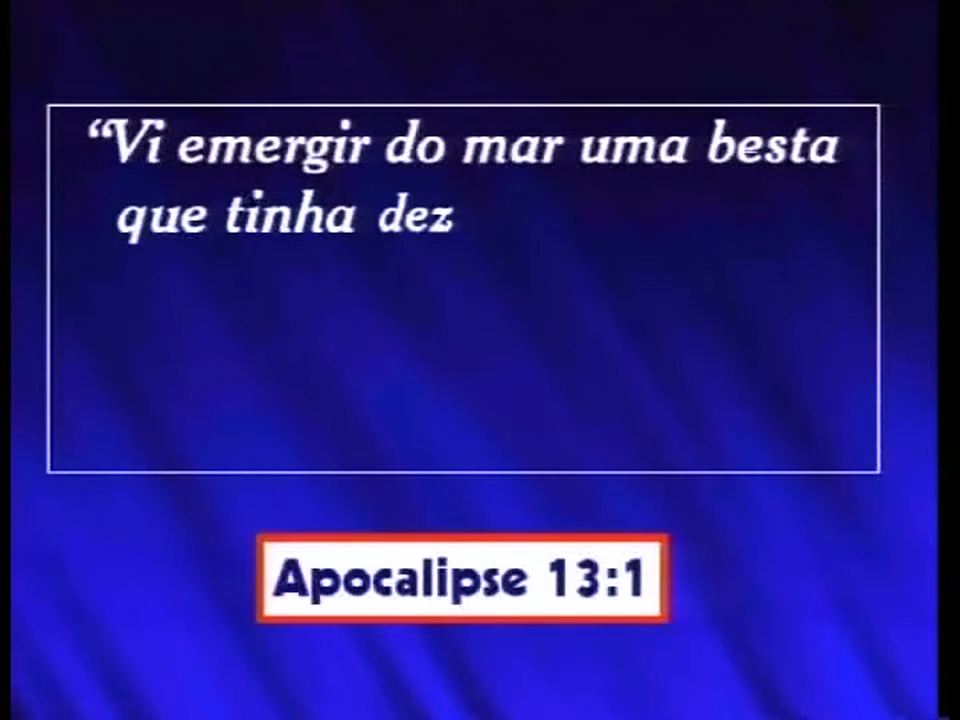 “Vi emergir do mar uma besta
que tinha dez
Apocalipse 13:1